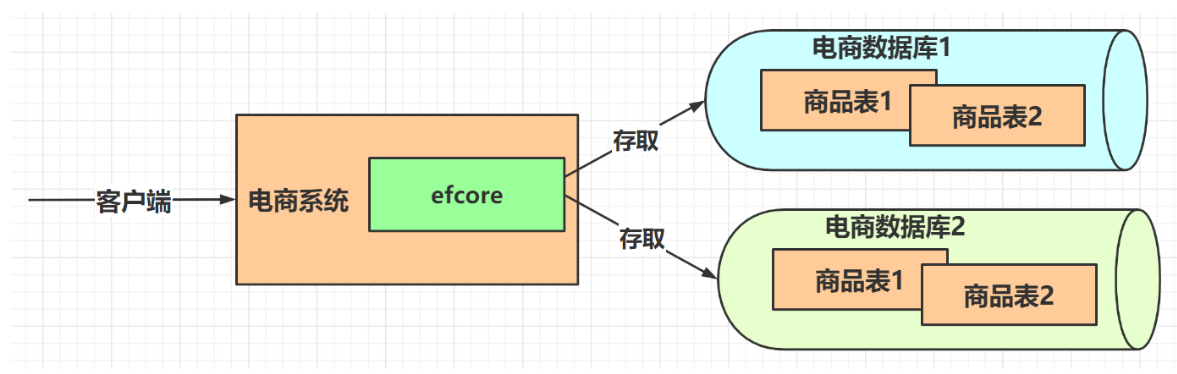 客户端
电商系统
efcore
存取
存取
电商数据库1
商品表1
商品表2
电商数据库2
商品表1
商品表2